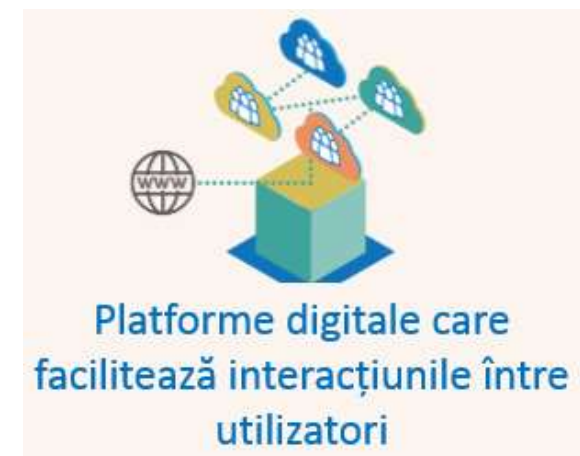 www
Platforme digitale care
facilitează interacțiunile între
utilizatori